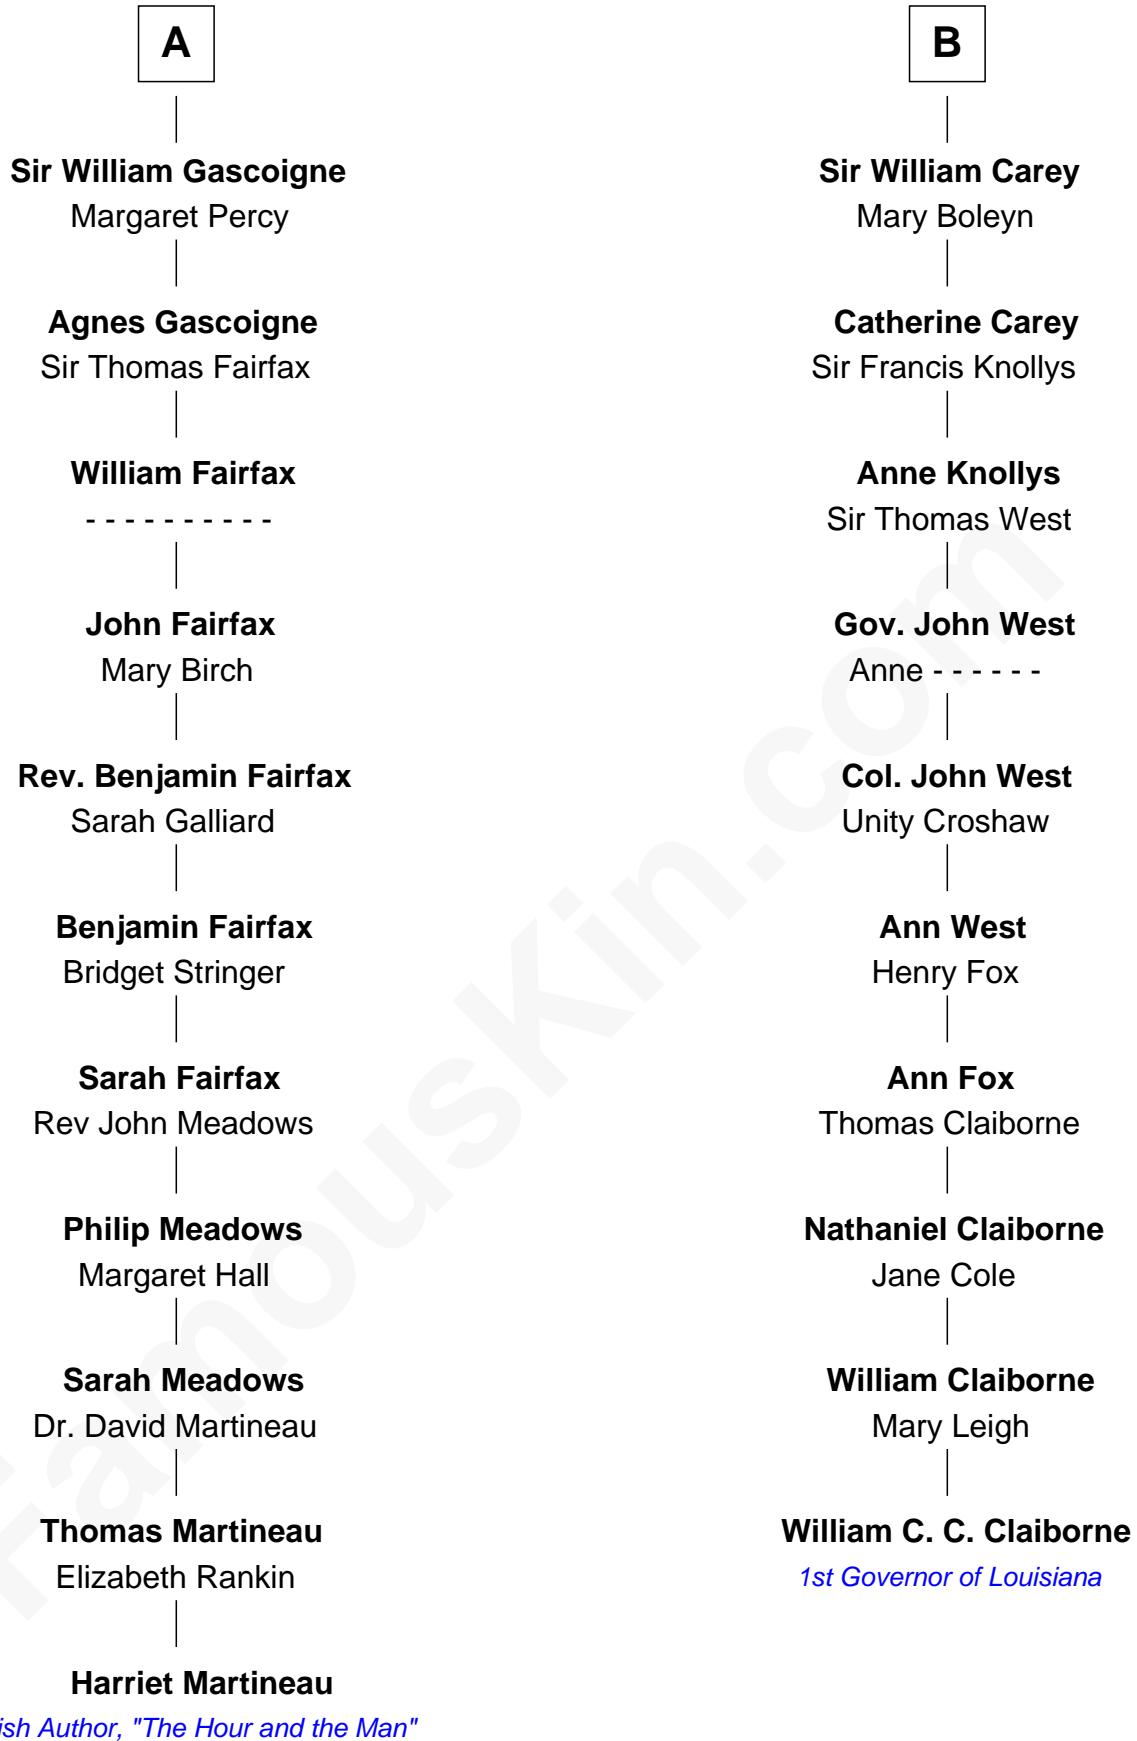 A
Sir William Gascoigne
Margaret Percy
Agnes Gascoigne
Sir Thomas Fairfax
William Fairfax
- - - - - - - - - -
John Fairfax
Mary Birch
Rev. Benjamin Fairfax
Sarah Galliard
Benjamin Fairfax
Bridget Stringer
Sarah Fairfax
Rev John Meadows
Philip Meadows
Margaret Hall
Sarah Meadows
Dr. David Martineau
Thomas Martineau
Elizabeth Rankin
Harriet Martineau
ish Author, "The Hour and the Man"
B
Sir William Carey
Mary Boleyn
Catherine Carey
Sir Francis Knollys
Anne Knollys
Sir Thomas West
Gov. John West
Anne - - - - - -
Col. John West
Unity Croshaw
Ann West
Henry Fox
Ann Fox
Thomas Claiborne
Nathaniel Claiborne
Jane Cole
William Claiborne
Mary Leigh
William C. C. Claiborne
1st Governor of Louisiana
FamousKin.com